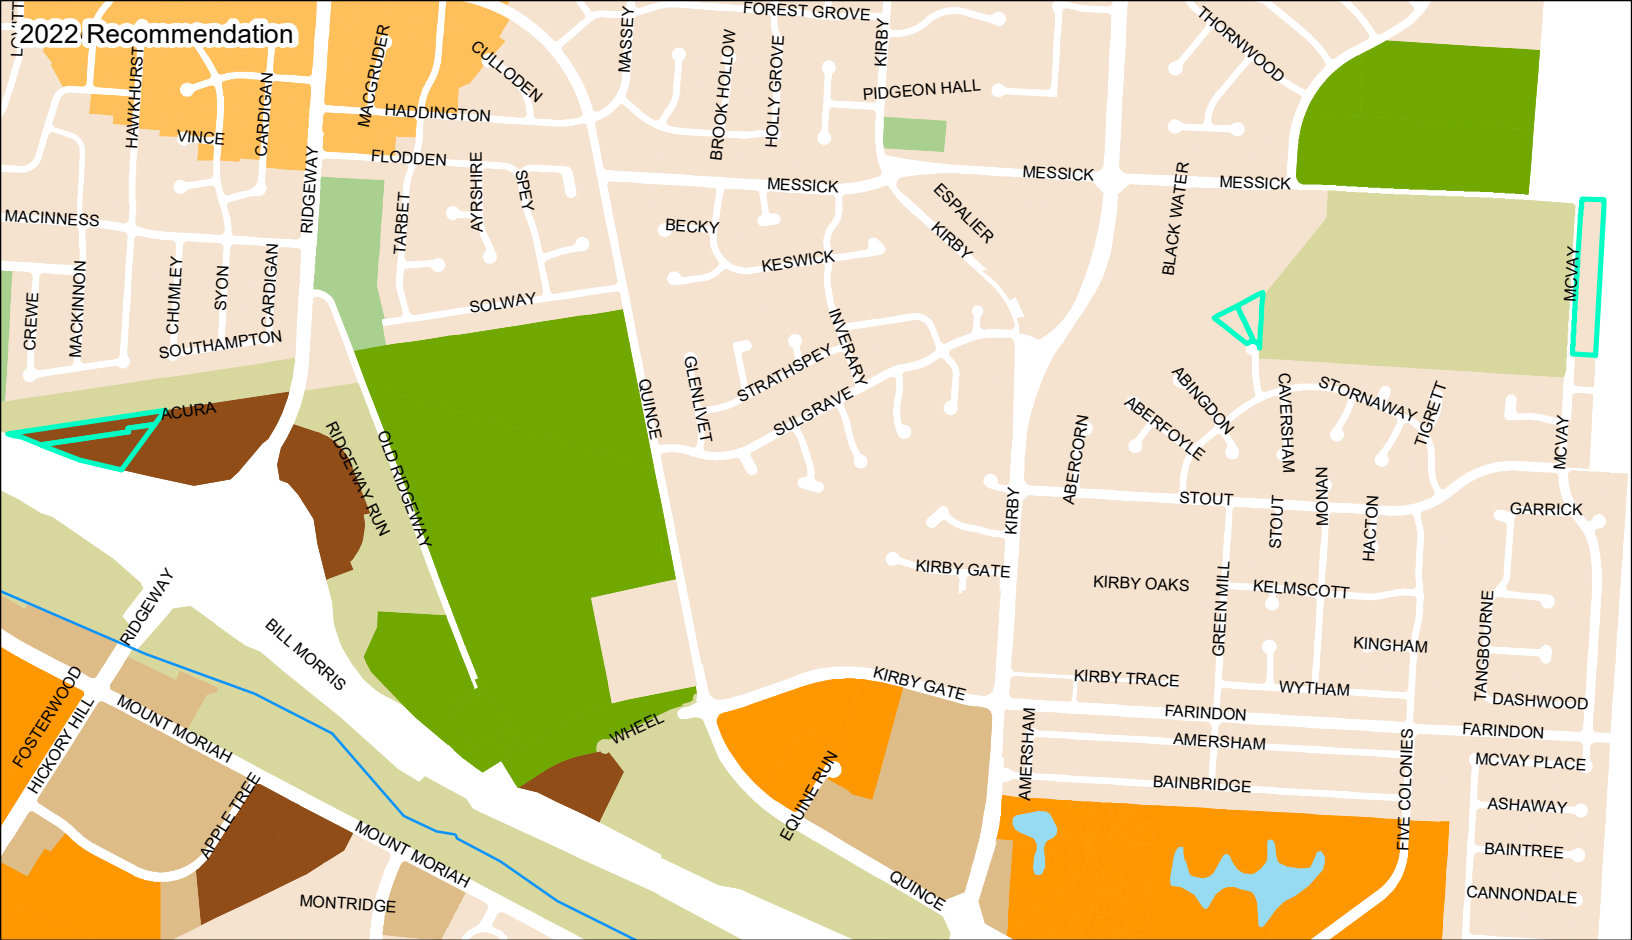 2022 Recommendation
FOREST GROVE
MASSEY
KIRBY
THORNWOOD
MACGRUDER
CULLODEN
HAWKHURST
CARDIGAN
BROOK HOLLOW
HOLLY GROVE
PIDGEON HALL
HADDINGTON
VINCE
FLODDEN
RIDGEWAY
AYRSHIRE
SPEY
TARBET
MESSICK
MESSICK
MESSICK
ESPALIER
KIRBY
BLACK WATER
MACINNESS
BECKY
KESWICK
MCVAY
MACKINNON
CHUMLEY
SYON
CARDIGAN
CREWE
SOLWAY
SOUTHAMPTON
INVERARY
STRATHSPEY
GLENLIVET
QUINCE
SULGRAVE
ABINGDON
ABERFOYLE
CAVERSHAM
STORNAWAY
TIGRETT
MCVAY
ACURA
RIDGEWAY RUN
OLD RIDGEWAY
ABERCORN
KIRBY
STOUT
STOUT
MONAN
HACTON
GARRICK
KIRBY GATE
KIRBY OAKS
GREEN MILL
KELMSCOTT
TANGBOURNE
RIDGEWAY
BILL MORRIS
KINGHAM
KIRBY GATE
KIRBY TRACE
WYTHAM
DASHWOOD
FOSTERWOOD
HICKORY HILL
MOUNT MORIAH
WHEEL
FARINDON
FARINDON
AMERSHAM
AMERSHAM
FIVE COLONIES
MCVAY PLACE
BAINBRIDGE
EQUINE RUN
ASHAWAY
APPLE TREE
MOUNT MORIAH
BAINTREE
QUINCE
CANNONDALE
MONTRIDGE